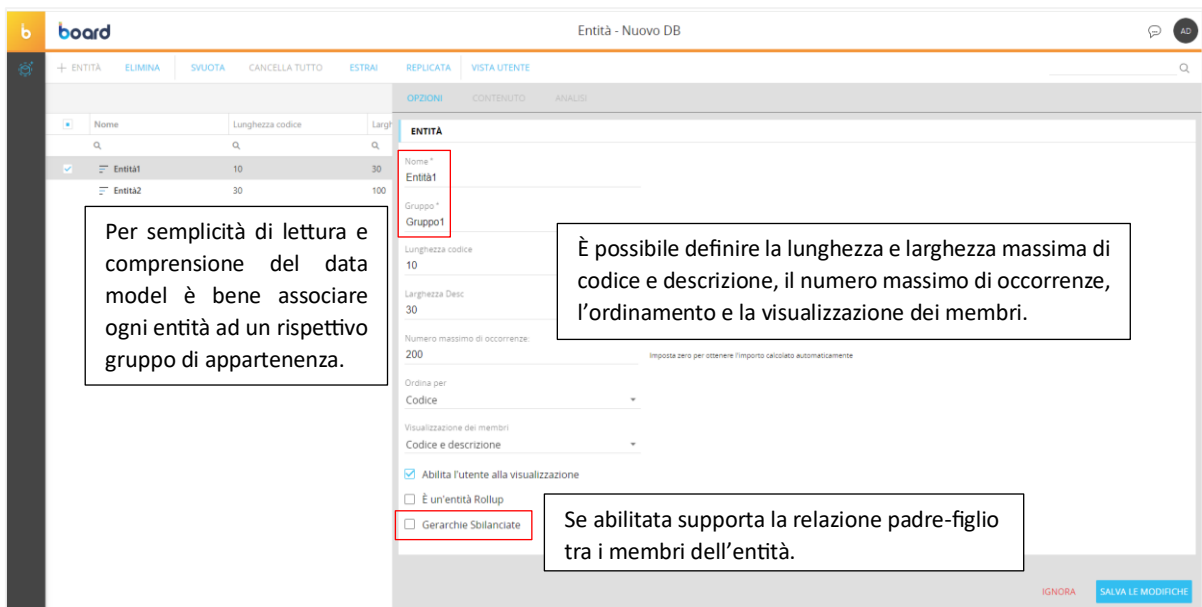 b board Entità - Nuovo DB AD
+ ENTITÀ ELIMINA SVUOTA CANCELLA TUTTO ESTRAI REPLICATA VISTA UTENTE
OPZIONI CONTENUTO ANALISI
Nome Lunghezza codice Largh
Entità1 10 30
Entità2 30 100
Per semplicità di lettura e
comprensione del data
model è bene associare
ogni entità ad un rispettivo
gruppo di appartenenza.
ENTITÀ
Nome *
Entità1
Gruppo *
Gruppo1
Lunghezza codice
10
Larghezza Desc
30
Numero massimo di occorrenze:
200
Imposta zero per ottenere l'importo calcolato automaticamente
Ordina per
Codice
Visualizzazione dei membri
Codice e descrizione
Abilita l'utente alla visualizzazione
È un'entità Rollup
Gerarchie Sbilanciate
È possibile definire la lunghezza e larghezza massima di
codice e descrizione, il numero massimo di occorrenze,
l’ordinamento e la visualizzazione dei membri.
Se abilitata supporta la relazione padre-figlio
tra i membri dell’entità.
IGNORA SALVA LE MODIFICHE